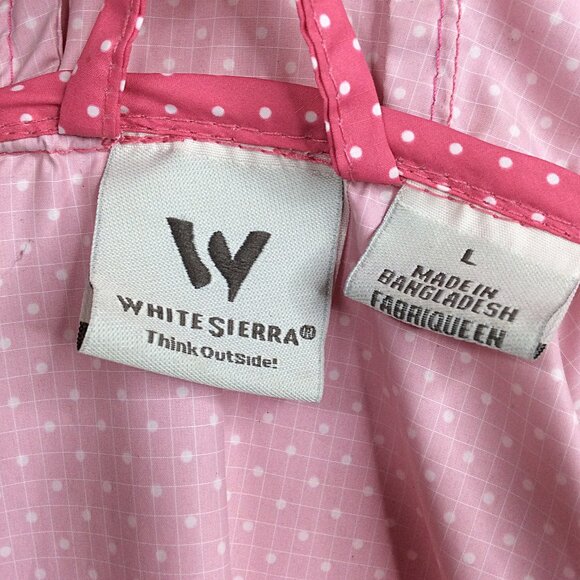 W
WHITE SIERRA®
Think OutSide!
L
MADE IN
BANGLADESH
FABRIQUE EN